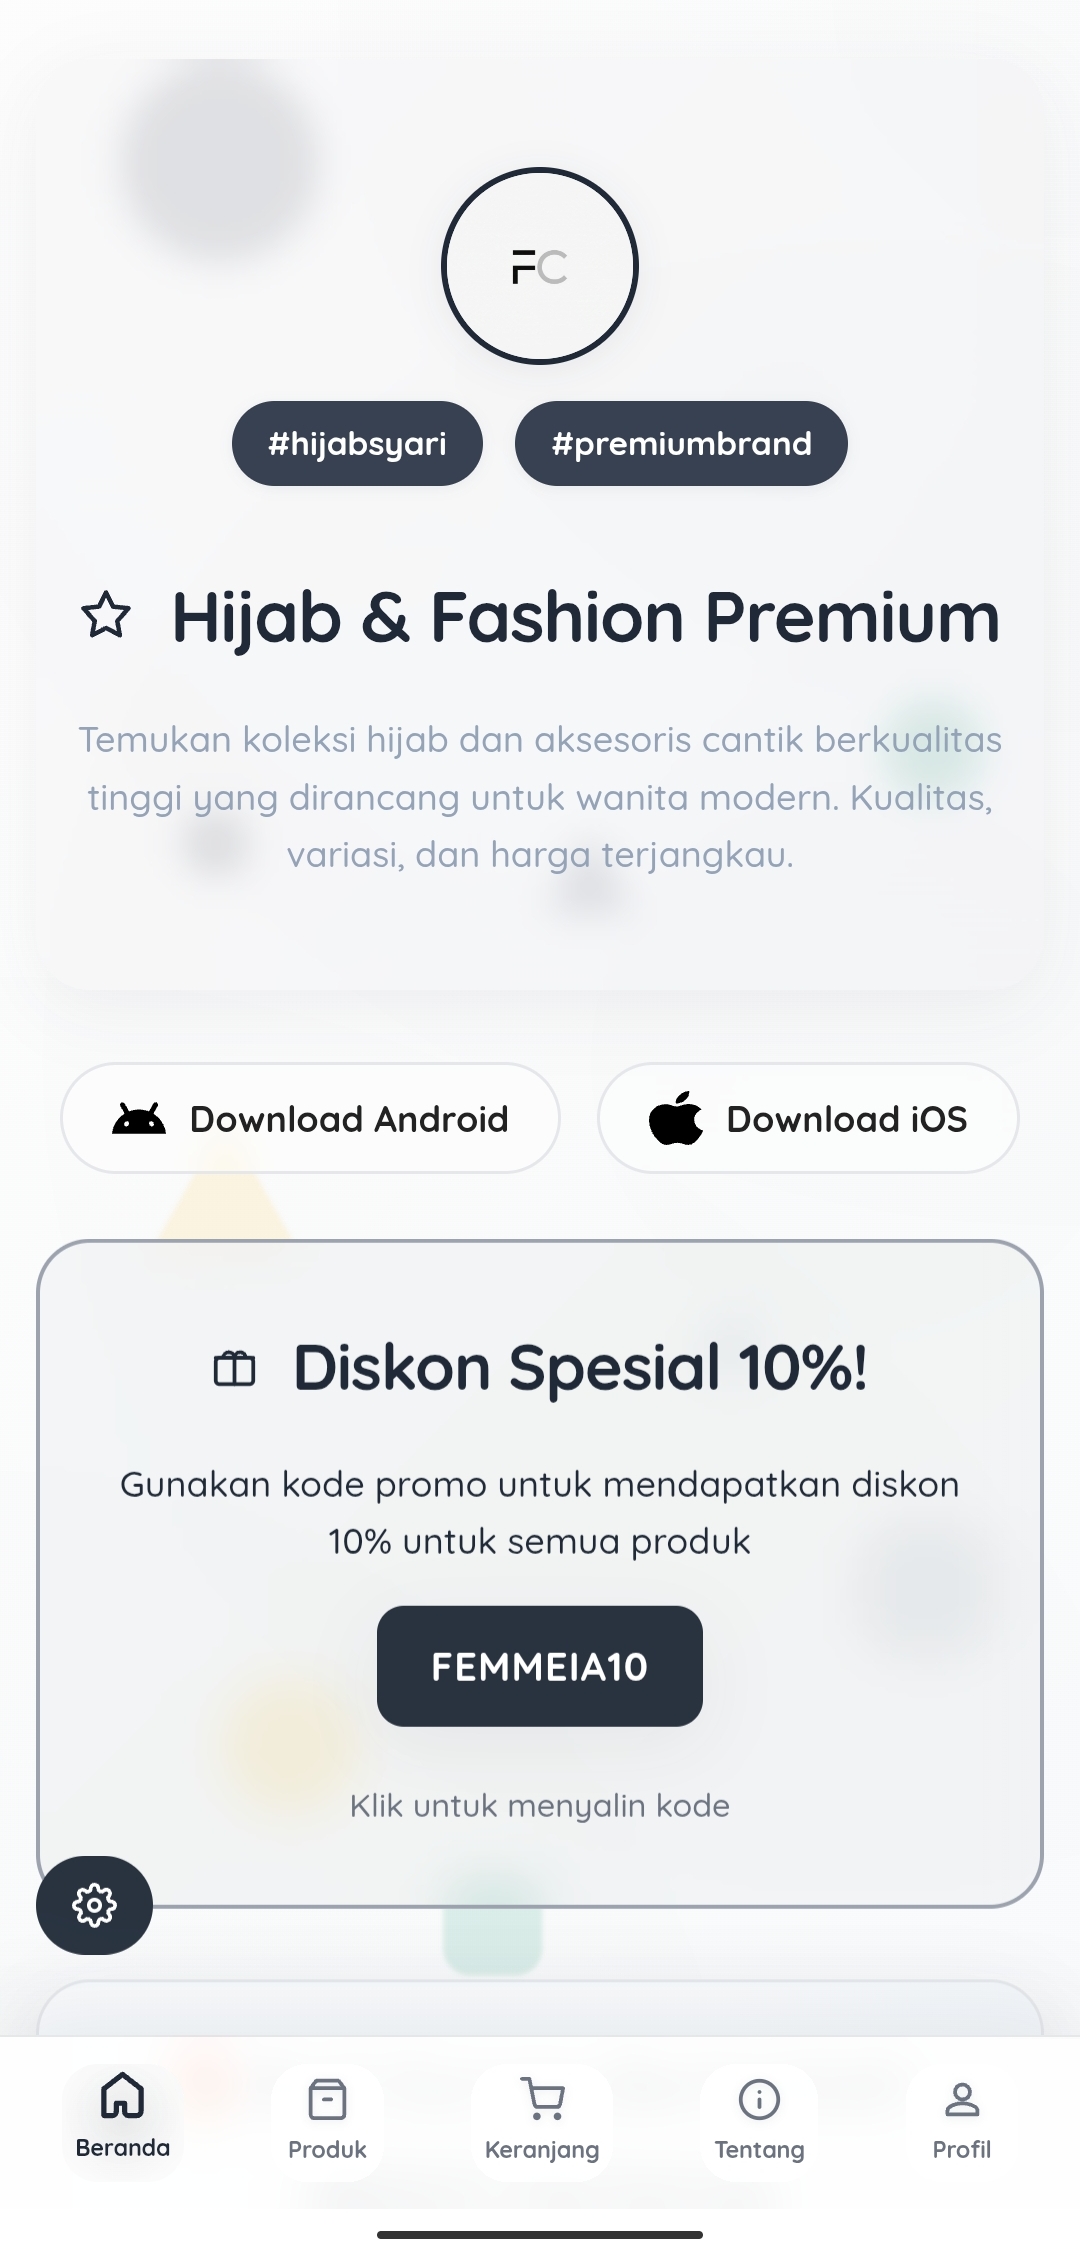 FC
#hijabsyari #premiumbrand
Hijab & Fashion Premium
Temukan koleksi hijab dan aksesoris cantik berkualitas
tinggi yang dirancang untuk wanita modern. Kualitas,
variasi, dan harga terjangkau.
Download Android Download iOS
Diskon Spesial 10%!
Gunakan kode promo untuk mendapatkan diskon
10% untuk semua produk
FEMMEIA10
Klik untuk menyalin kode
Beranda Produk Keranjang Tentang Profil